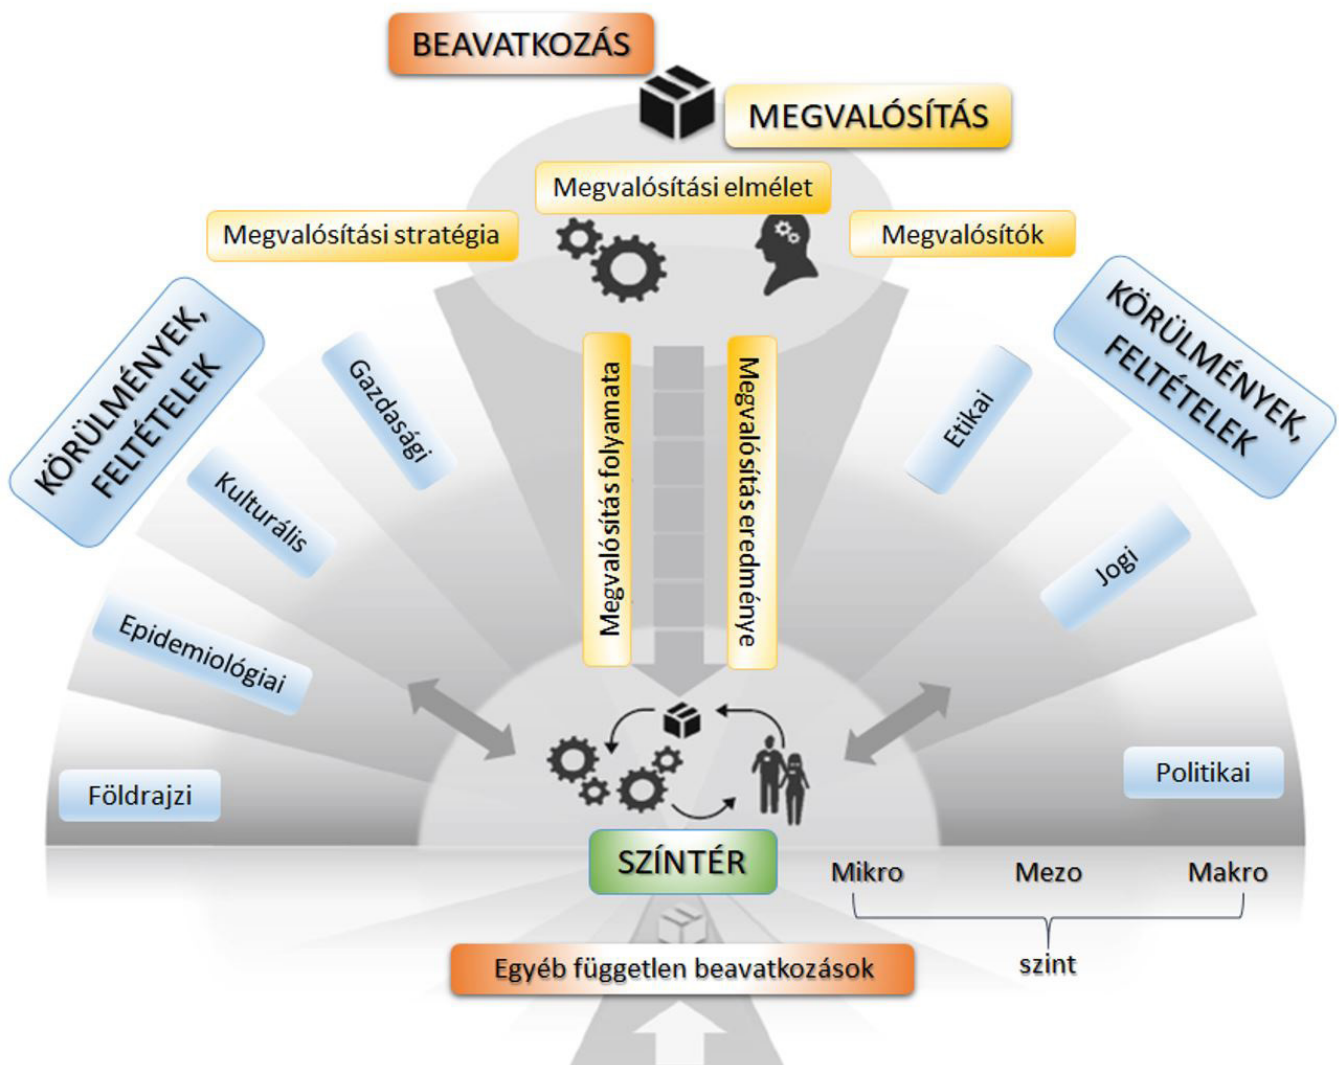 BEAVATKOZÁS
MEGVALÓSÍTÁS
Megvalósítási elmélet
Megvalósítási stratégia
Megvalósítók
KÖRÜLMÉNYEK,
FELTÉTELEK
KÖRÜLMÉNYEK,
FELTÉTELEK
Gazdasági
Kulturális
Epidemiológiai
Földrajzi
Megvalósítás folyamata
Megvalósítás eredménye
Etikai
Jogi
Politikai
SZÍNTÉR
Mikro Mezo Makro
szint
Egyéb független beavatkozások